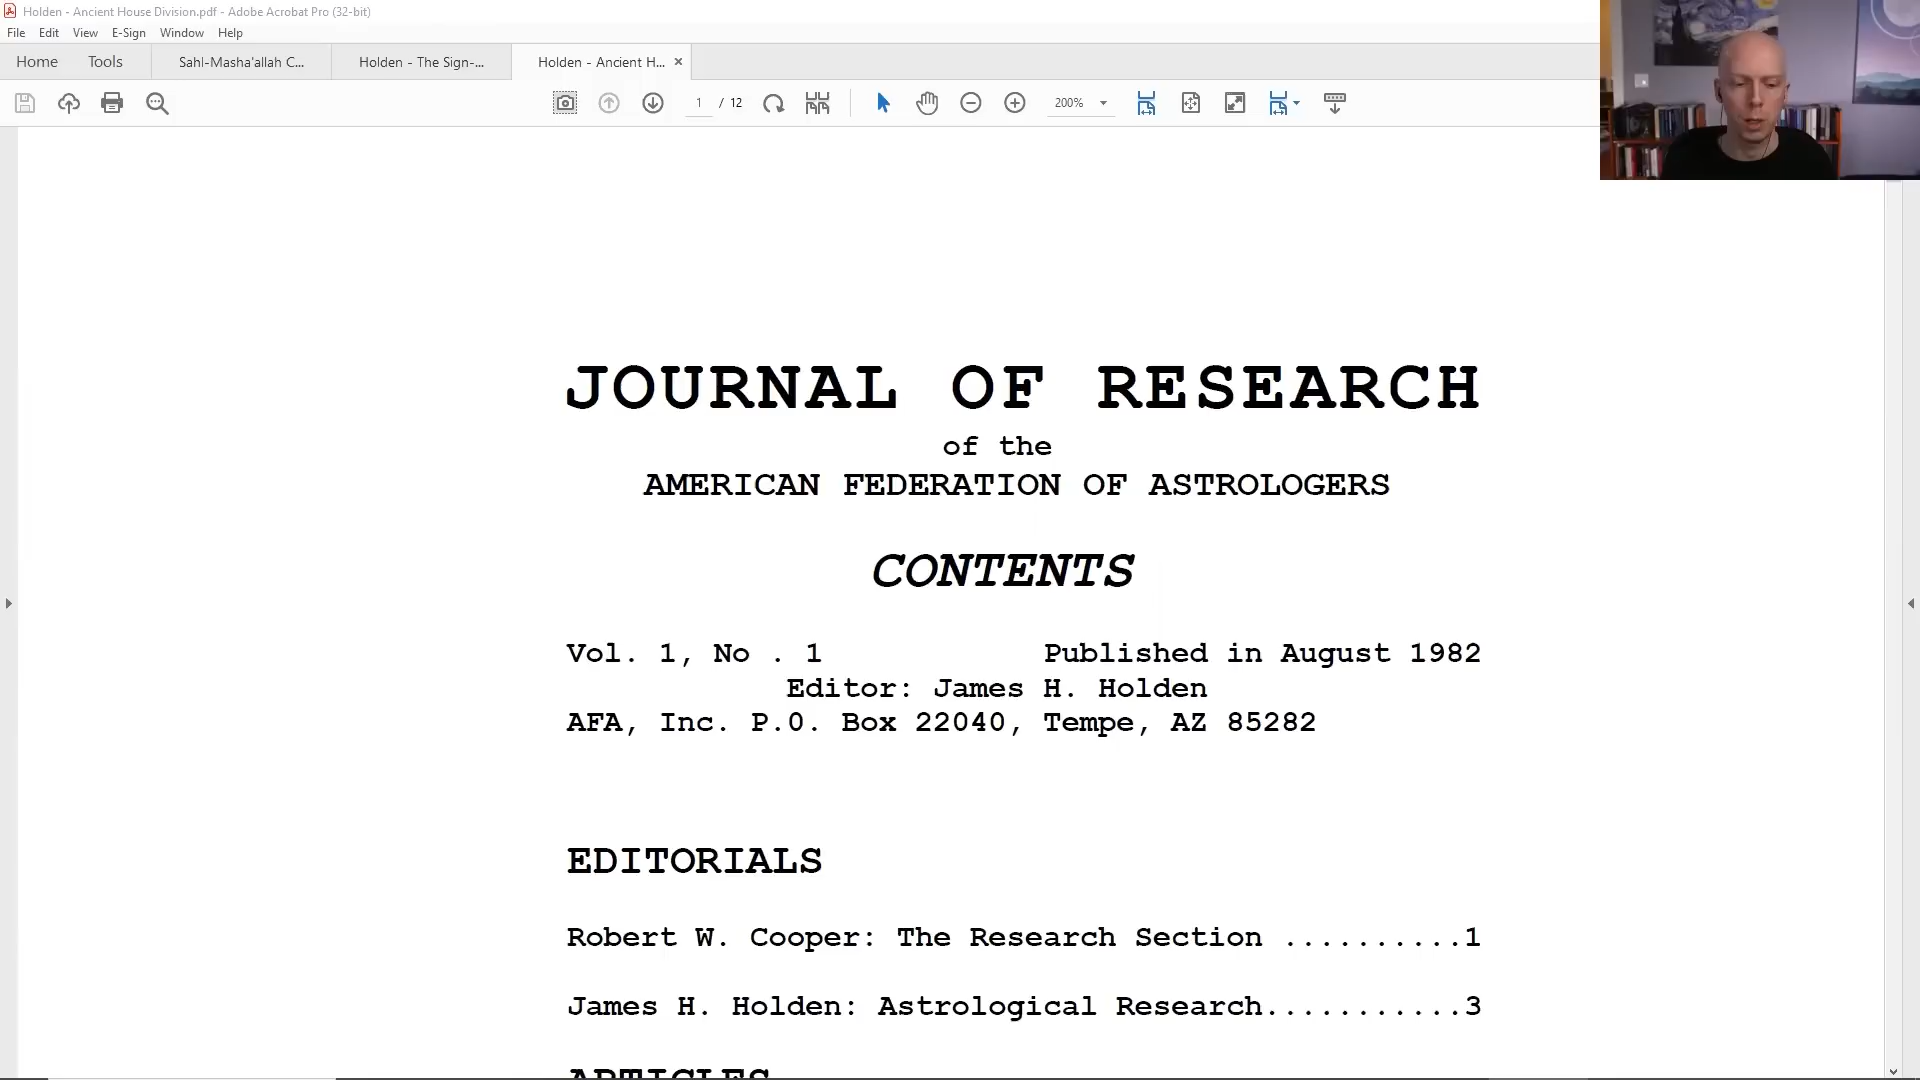 Holden - Ancient House Division.pdf - Adobe Acrobat Pro (32-bit)
File Edit View E-Sign Window Help
Home Tools Sahl-Masha'allah C... Holden - The Sign-... Holden - Ancient H... ×
1 / 12 200%
JOURNAL OF RESEARCH
of the
AMERICAN FEDERATION OF ASTROLOGERS
CONTENTS
Vol. 1, No . 1 Published in August 1982
Editor: James H. Holden
AFA, Inc. P.O. Box 22040, Tempe, AZ 85282
EDITORIALS
Robert W. Cooper: The Research Section ..........1
James H. Holden: Astrological Research...........3
ARTICLES